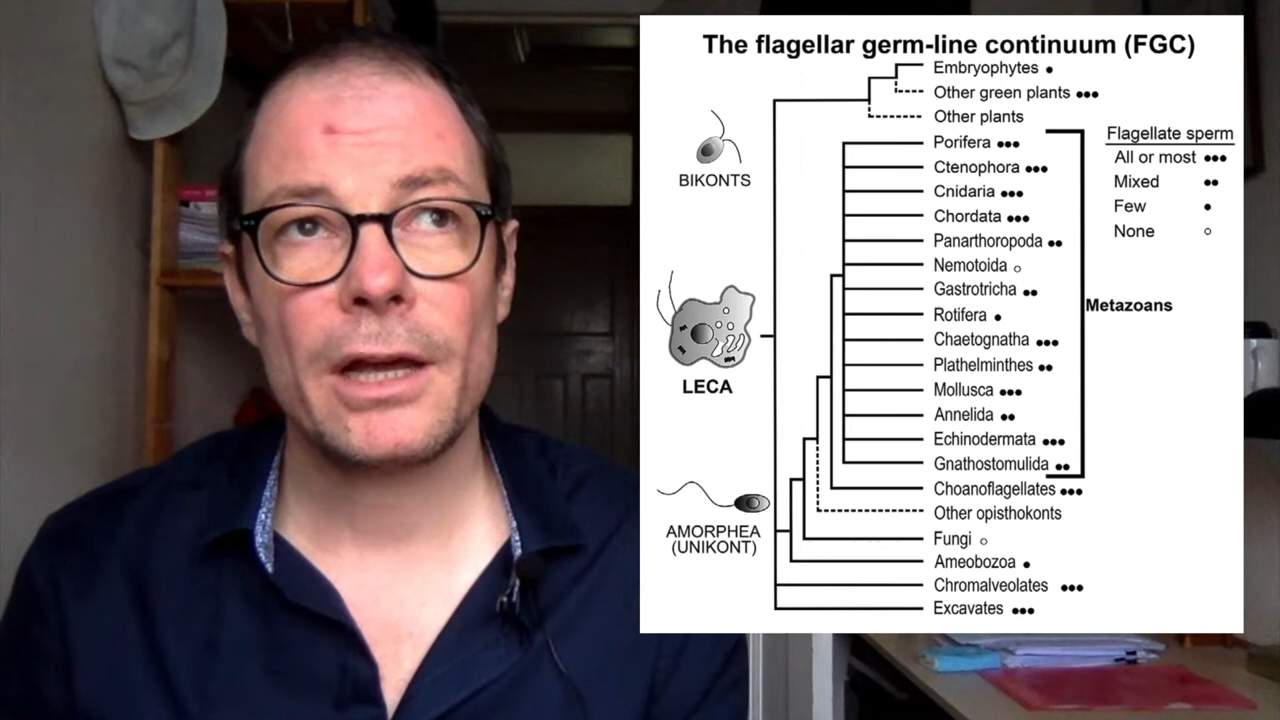 The flagellar germ-line continuum (FGC)
Embryophytes
Other green plants
Other plants
Porifera
Ctenophora
Cnidaria
Chordata
Panarthoropoda
Nemotoida
Gastrotricha
Rotifera
Chaetognatha
Plathelminthes
Mollusca
Annelida
Echinodermata
Gnathostomulida
Choanoflagellates
Other opisthokonts
Fungi
Ameobozoa
Chromalveolates
Excavates
BIKONTS
LECA
AMORPHEA
(UNIKONT)
Metazoans
Flagellate sperm
All or most
Mixed
Few
None